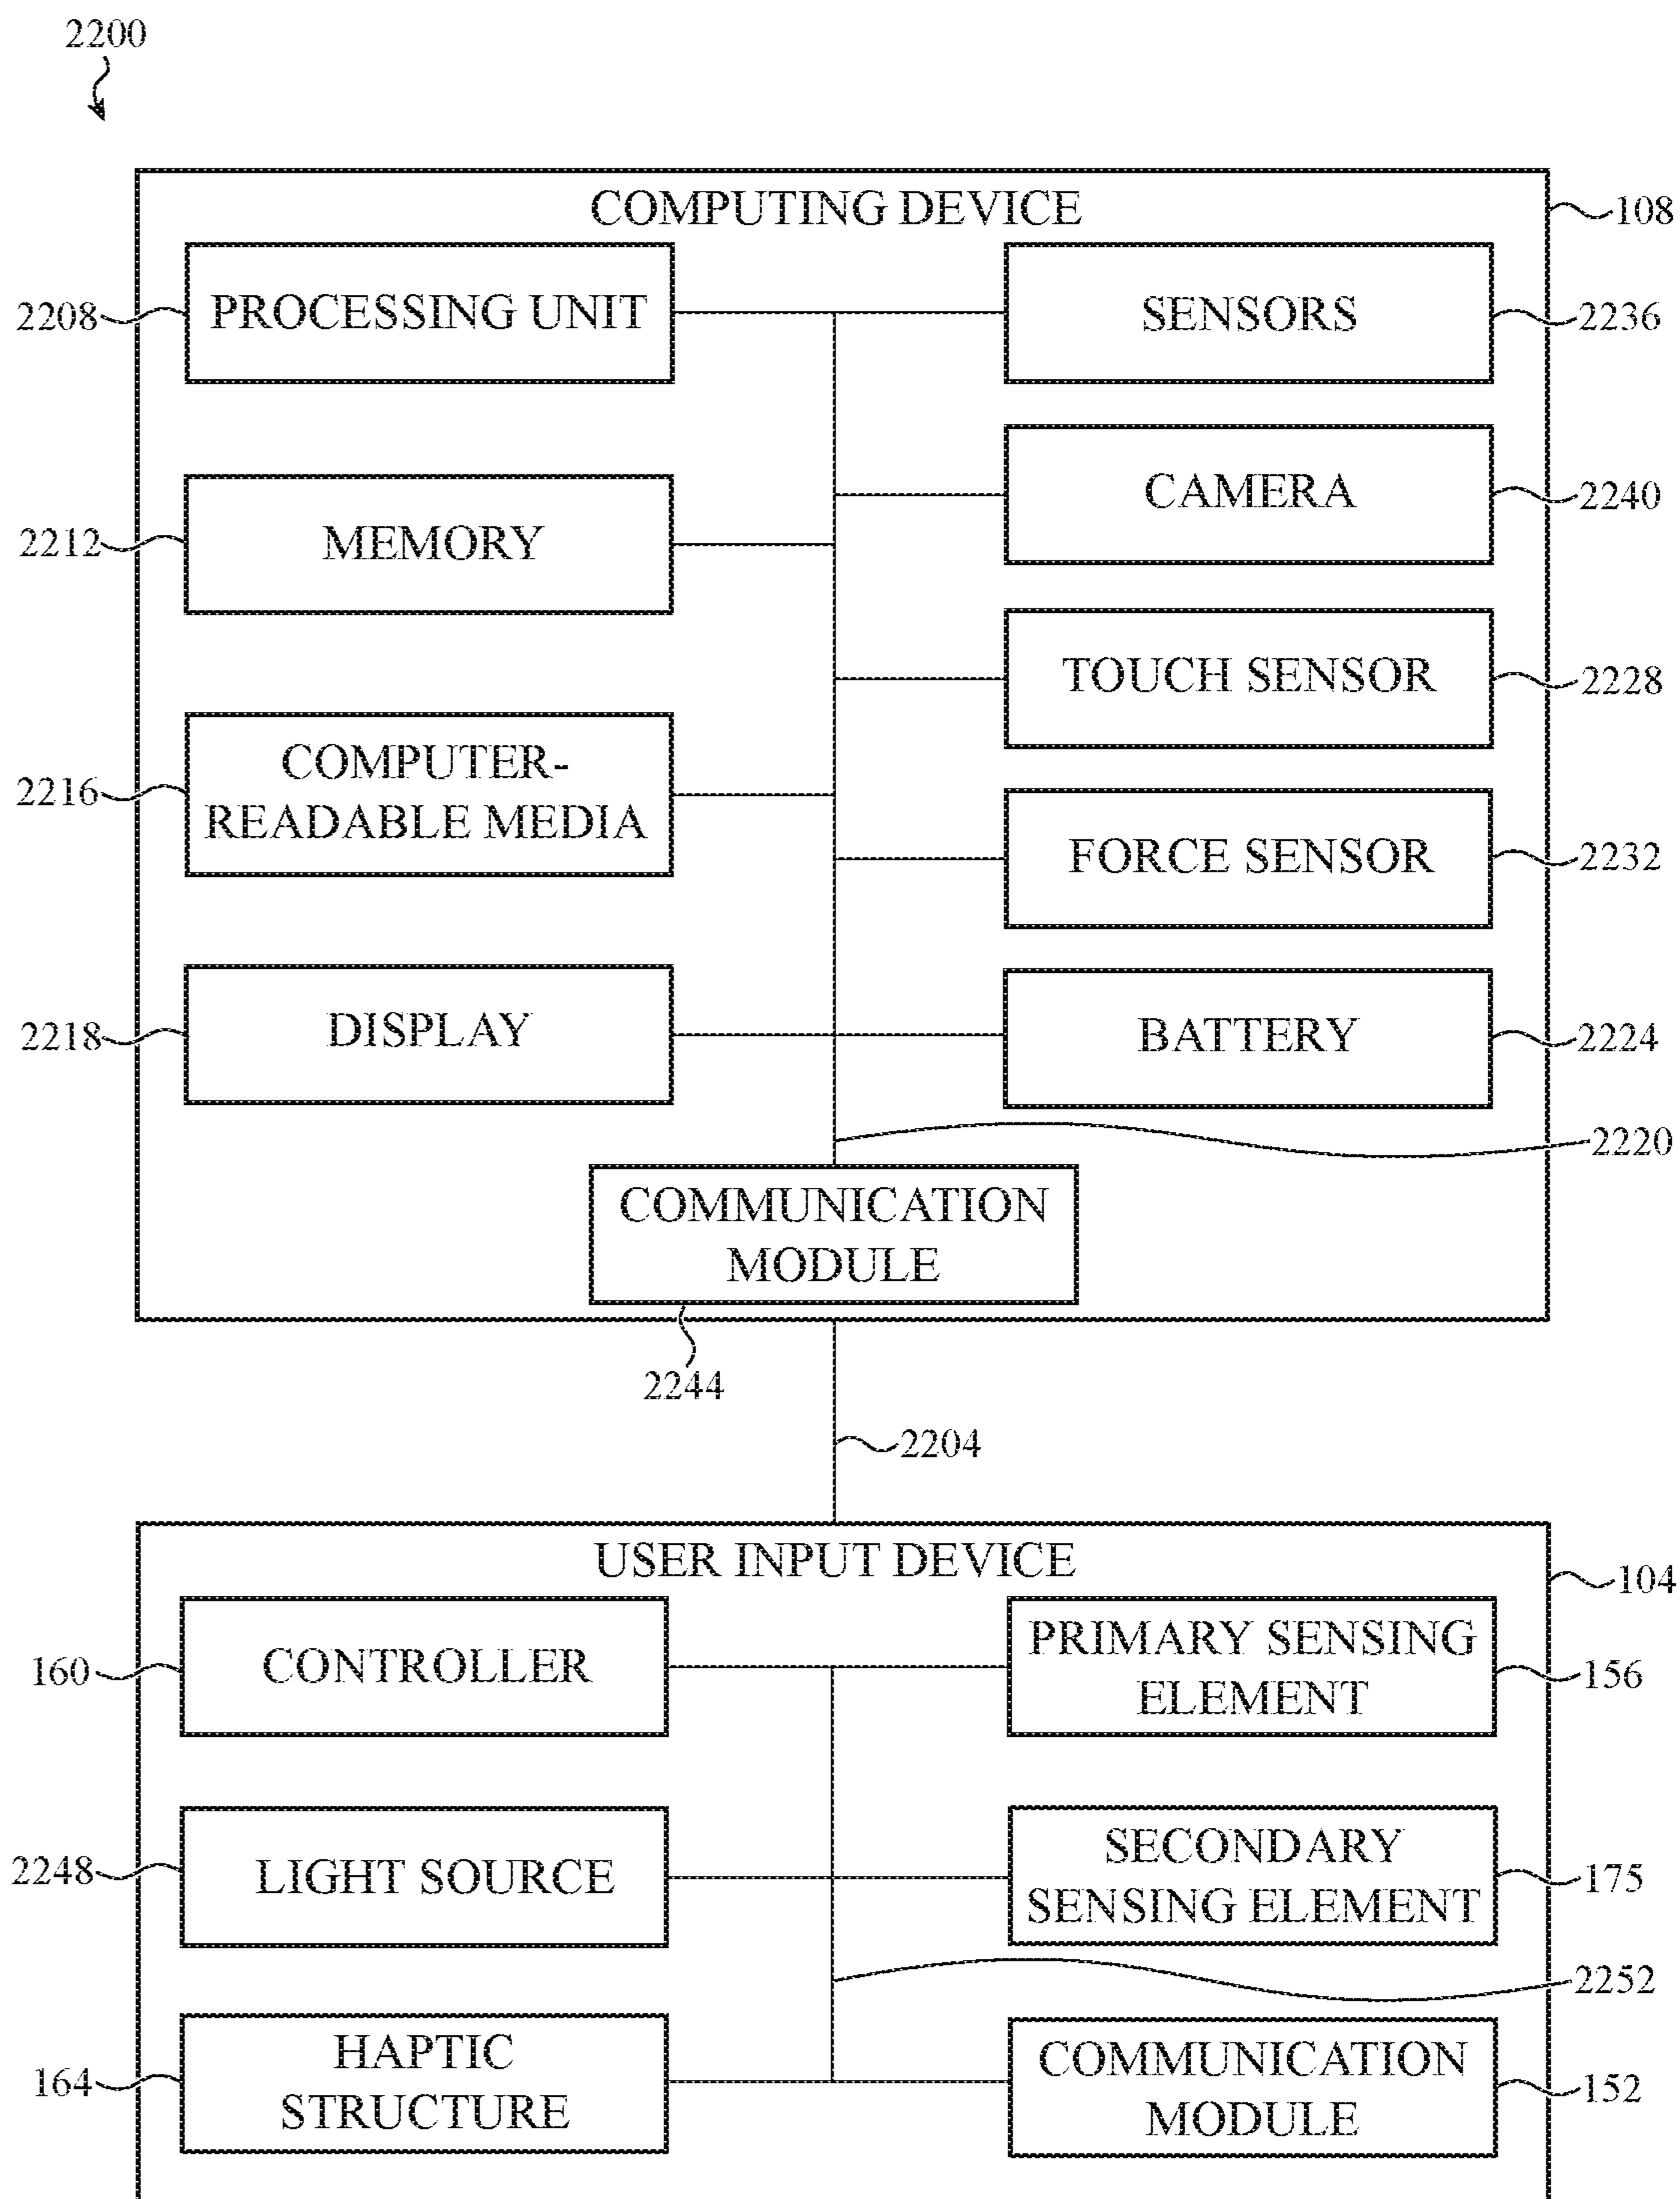 2200
COMPUTING DEVICE
108
2208
PROCESSING UNIT
SENSORS
2236
CAMERA
2240
2212
MEMORY
TOUCH SENSOR
2228
2216
COMPUTER-
READABLE MEDIA
FORCE SENSOR
2232
2218
DISPLAY
BATTERY
2224
2220
COMMUNICATION
MODULE
2244
2204
USER INPUT DEVICE
104
160
CONTROLLER
PRIMARY SENSING
ELEMENT
156
2248
LIGHT SOURCE
SECONDARY
SENSING ELEMENT
175
2252
164
HAPTIC
STRUCTURE
COMMUNICATION
MODULE
152